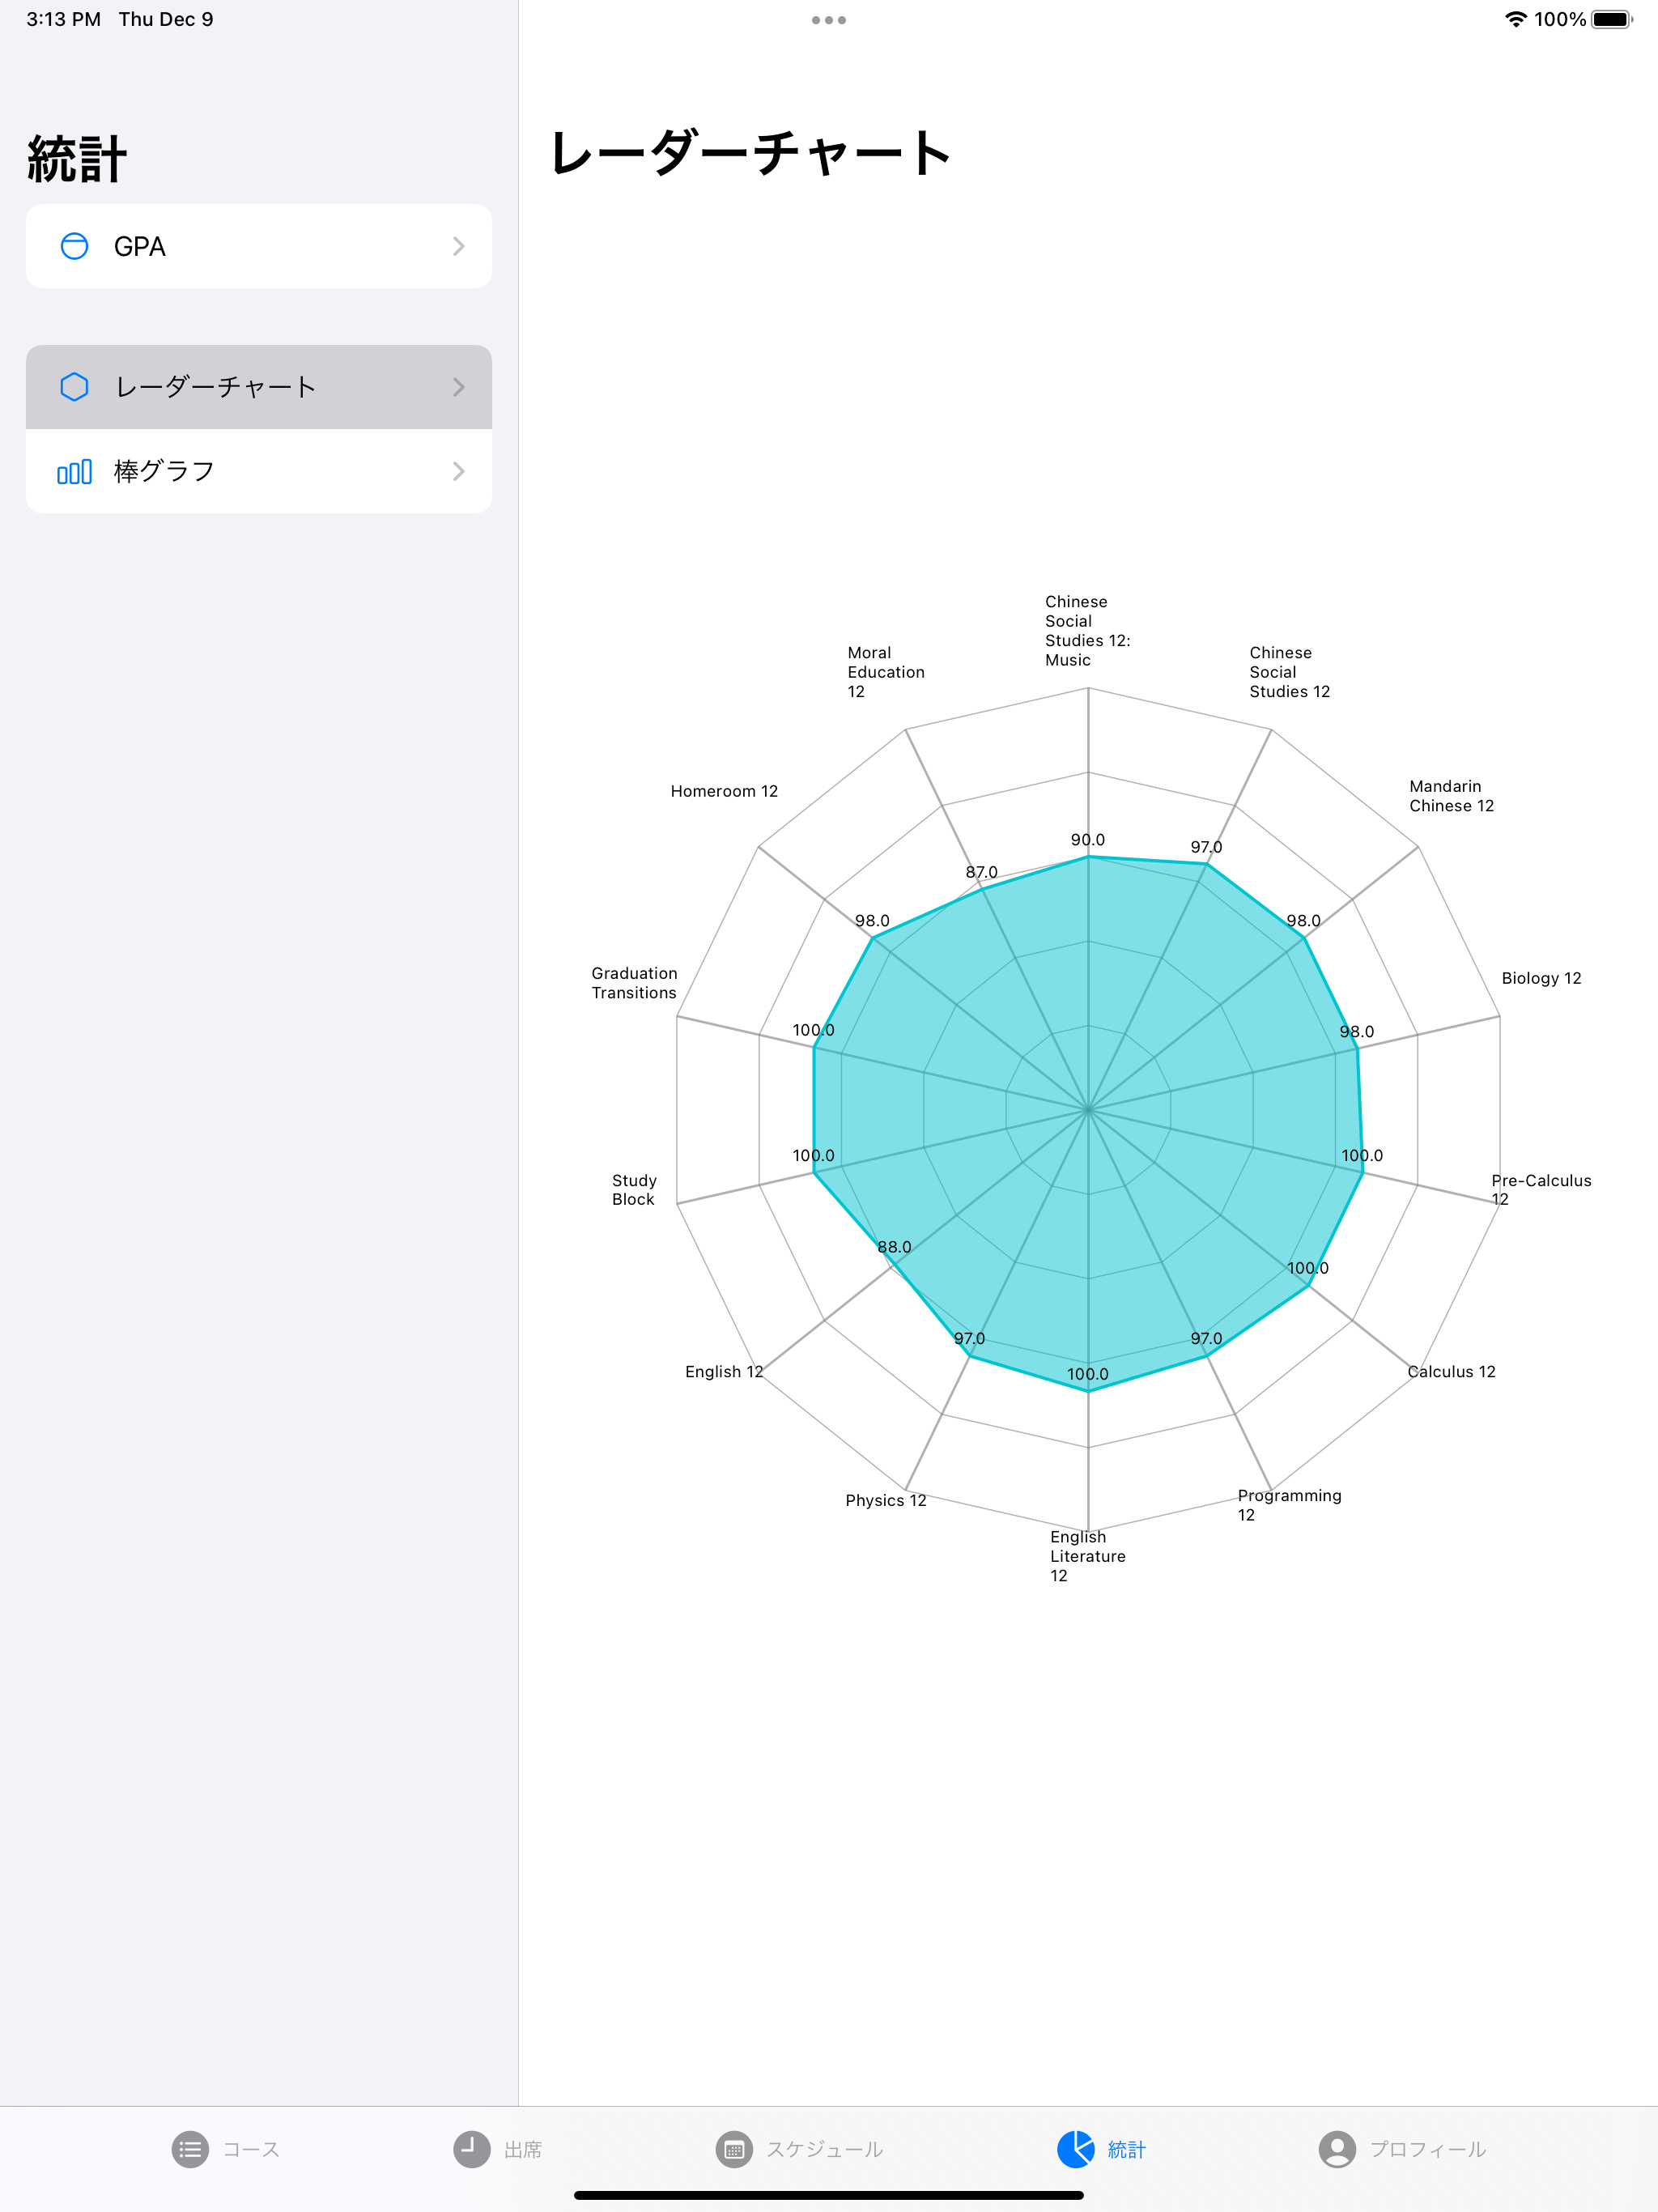 3:13 PM Thu Dec 9
100%
統計
GPA
レーダーチャート
棒グラフ
レーダーチャート
Chinese
Social
Studies 12:
Music
Moral
Education
12
Chinese
Social
Studies 12
Homeroom 12
Mandarin
Chinese 12
90.0
97.0
87.0
98.0
98.0
Graduation
Transitions
Biology 12
100.0
98.0
100.0
100.0
Study
Block
Pre-Calculus
12
88.0
100.0
97.0
97.0
100.0
English 12
Calculus 12
Physics 12
Programming
12
English
Literature
12
コース
出席
スケジュール
統計
プロフィール